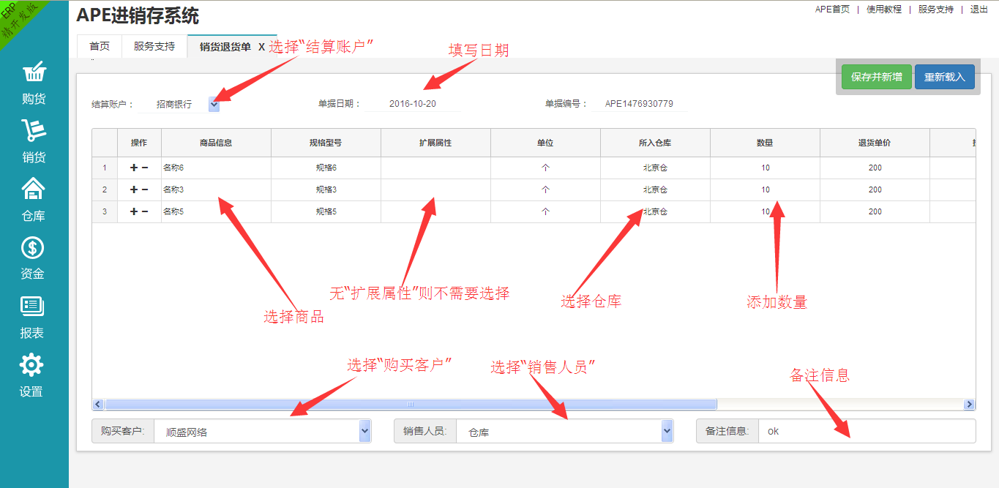 ERP
精开发版
APE进销存系统
APE首页 | 使用教程 | 服务支持 | 退出
首页 服务支持 销货退货单 X
选择“结算账户”
填写日期
保存并新增 重新载入
结算账户： 招商银行 单据日期： 2016-10-20 单据编号： APE1476930779
操作 商品信息 规格型号 扩展属性 单位 所入仓库 数量 退货单价
1 + − 名称6 规格6 个 北京仓 10 200
2 + − 名称3 规格3 个 北京仓 10 200
3 + − 名称5 规格5 个 北京仓 10 200
无“扩展属性”则不需要选择
选择仓库
添加数量
选择商品
选择“购买客户”
选择“销售人员”
备注信息
购买客户: 顺盛网络 销售人员: 仓库 备注信息: ok
购货
销货
仓库
资金
报表
设置